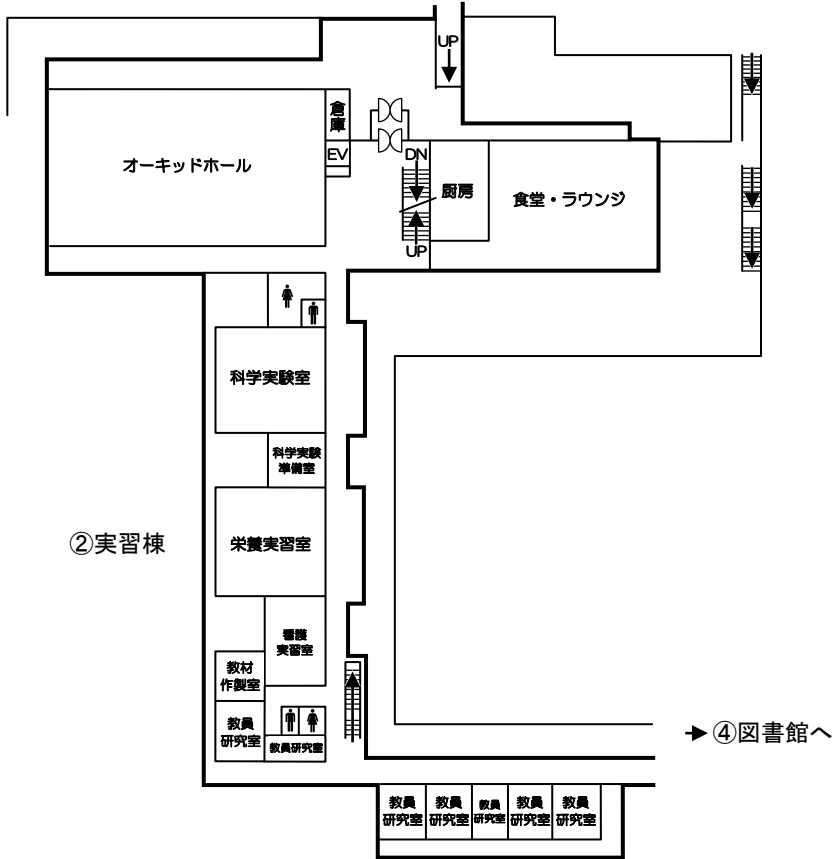 UP
倉
庫
オーキッドホール
EV
DN
厨房
食堂・ラウンジ
UP
科学実験室
科学実験
準備室
②実習棟
栄養実習室
看護
実習室
教材
作製室
教員
研究室
教員研究室
➔④図書館へ
教員
研究室
教員
研究室
教員
研究室
教員
研究室
教員
研究室